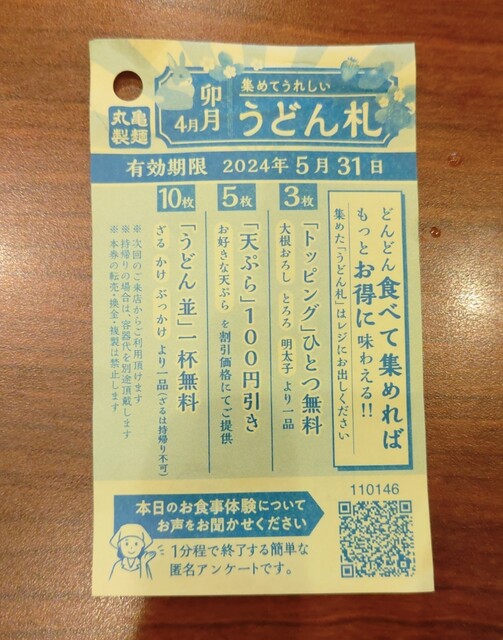 丸亀
製麺
4月
卯月
集めてうれしい
うどん札
有効期限 2024年5月31日
どんどん食べて集めれば
もっとお得に味わえる!!
集めた「うどん札」はレジにお出しください
3枚
「トッピング」ひとつ無料
大根おろし とろろ 明太子 より一品
5枚
「天ぷら」100円引き
お好きな天ぷら を割引価格にてご提供
10枚
「うどん 並」一杯無料
ざる かけ ぶっかけ より一品(ざるは持帰り不可)
※次回のご来店からご利用頂けます
※持帰りの場合は、容器代を別途頂戴します
※本券の転売・換金・複製は禁止します
本日のお食事体験について
お声をお聞かせください
1分程で終了する簡単な
匿名アンケートです。
110146